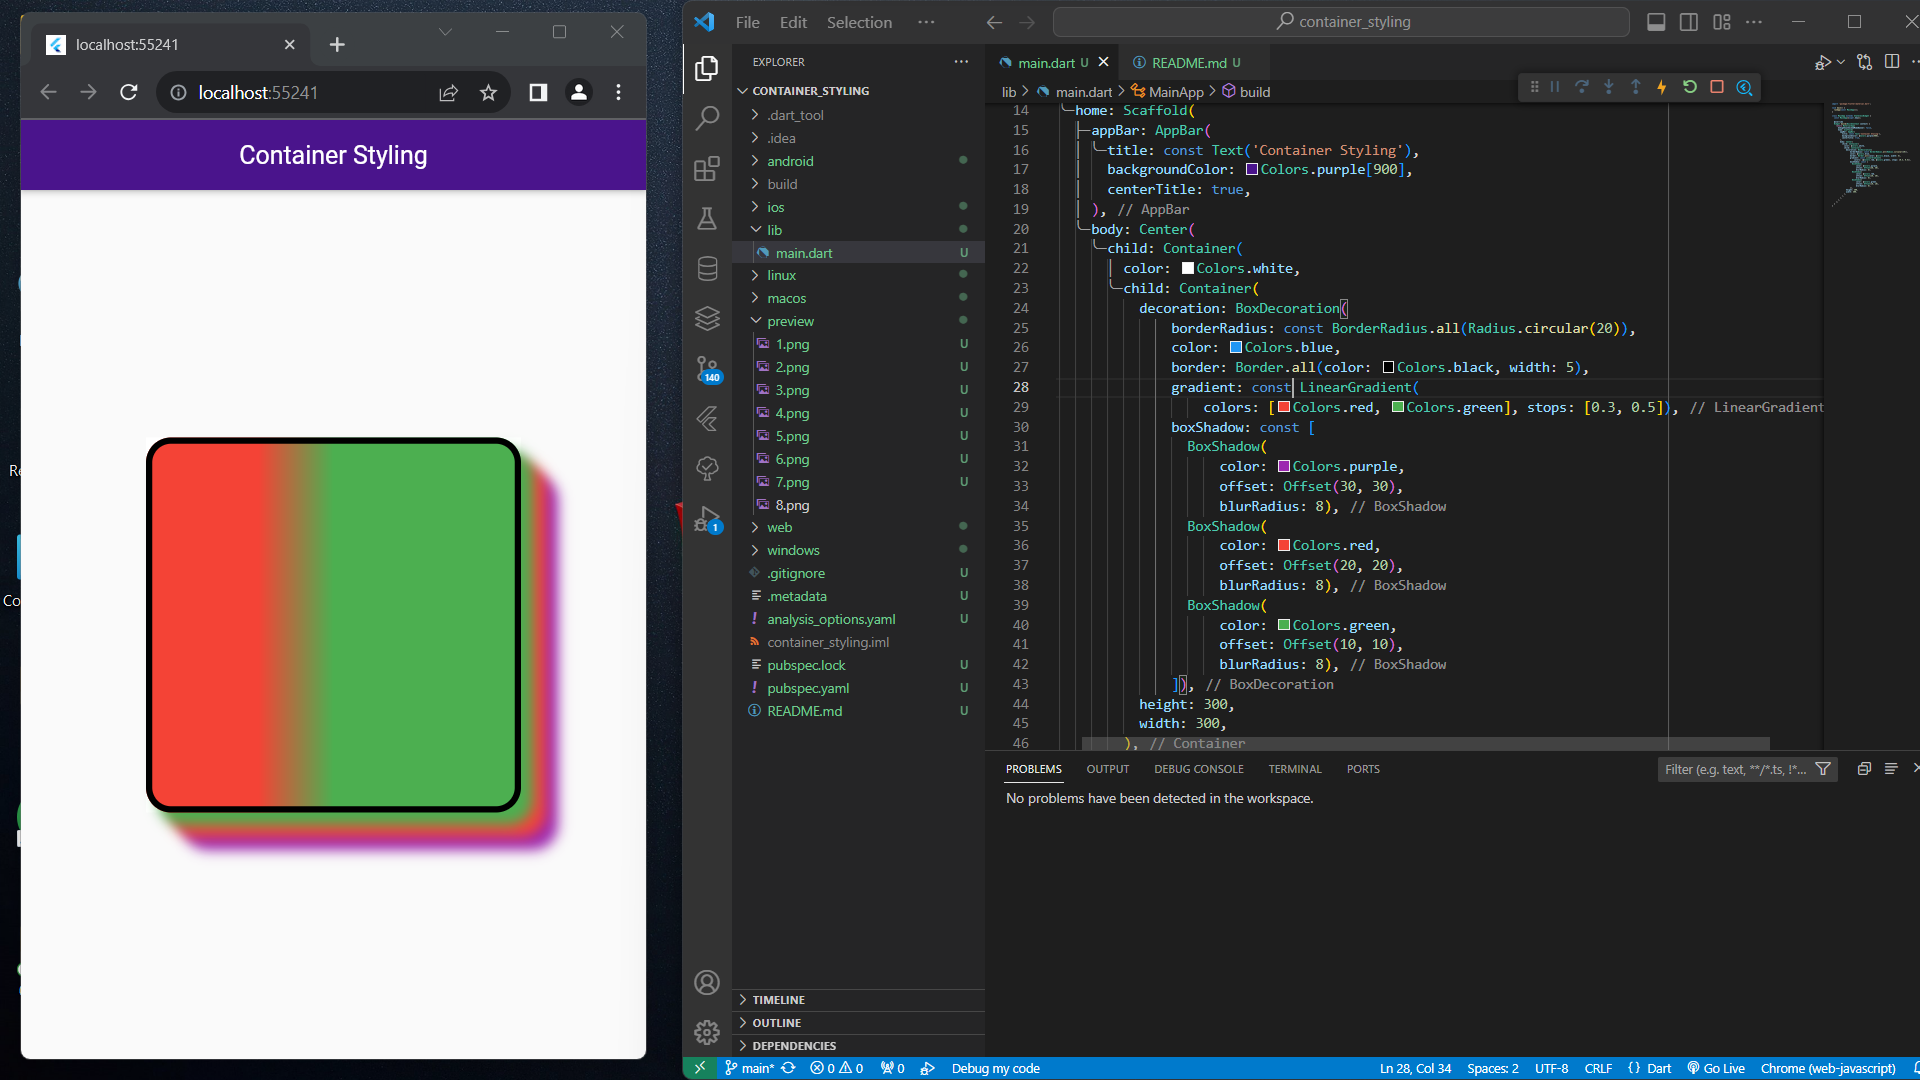 localhost:55241
localhost:55241
Container Styling
Re
Co
File Edit Selection ···
container_styling
EXPLORER
CONTAINER_STYLING
.dart_tool
.idea
android
build
ios
lib
main.dart U
linux
macos
preview
1.png U
2.png U
3.png U
4.png U
5.png U
6.png U
7.png U
8.png
web
windows
.gitignore U
.metadata U
analysis_options.yaml U
container_styling.iml
pubspec.lock U
pubspec.yaml U
README.md U
TIMELINE
OUTLINE
DEPENDENCIES
140
1
main.dart U README.md U
lib > main.dart > MainApp > build
14 home: Scaffold(
15 appBar: AppBar(
16 title: const Text('Container Styling'),
17 backgroundColor: Colors.purple[900],
18 centerTitle: true,
19 ), // AppBar
20 body: Center(
21 child: Container(
22 color: Colors.white,
23 child: Container(
24 decoration: BoxDecoration(
25 borderRadius: const BorderRadius.all(Radius.circular(20)),
26 color: Colors.blue,
27 border: Border.all(color: Colors.black, width: 5),
28 gradient: const LinearGradient(
29 colors: [Colors.red, Colors.green], stops: [0.3, 0.5]), // LinearGradient
30 boxShadow: const [
31 BoxShadow(
32 color: Colors.purple,
33 offset: Offset(30, 30),
34 blurRadius: 8), // BoxShadow
35 BoxShadow(
36 color: Colors.red,
37 offset: Offset(20, 20),
38 blurRadius: 8), // BoxShadow
39 BoxShadow(
40 color: Colors.green,
41 offset: Offset(10, 10),
42 blurRadius: 8), // BoxShadow
43 ]), // BoxDecoration
44 height: 300,
45 width: 300,
46 ), // Container
PROBLEMS OUTPUT DEBUG CONSOLE TERMINAL PORTS
Filter (e.g. text, **/*.ts, !*...
No problems have been detected in the workspace.
main* 0 0 0 Debug my code
Ln 28, Col 34 Spaces: 2 UTF-8 CRLF {} Dart Go Live Chrome (web-javascript)